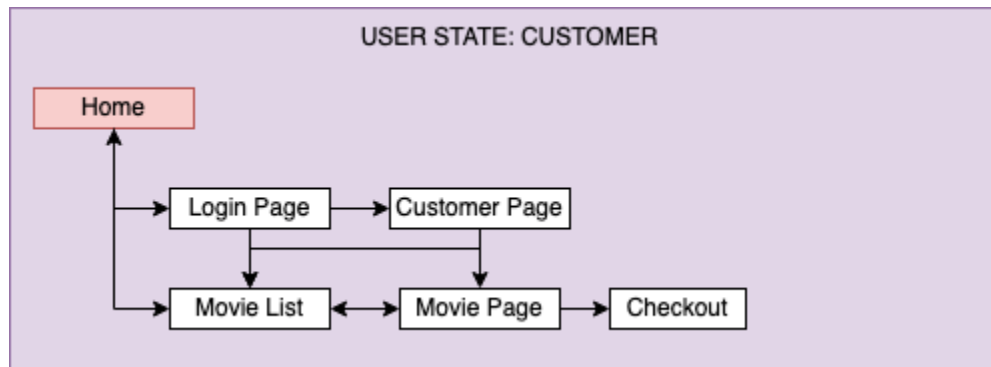 USER STATE: CUSTOMER
Home
Login Page
Customer Page
Movie List
Movie Page
Checkout